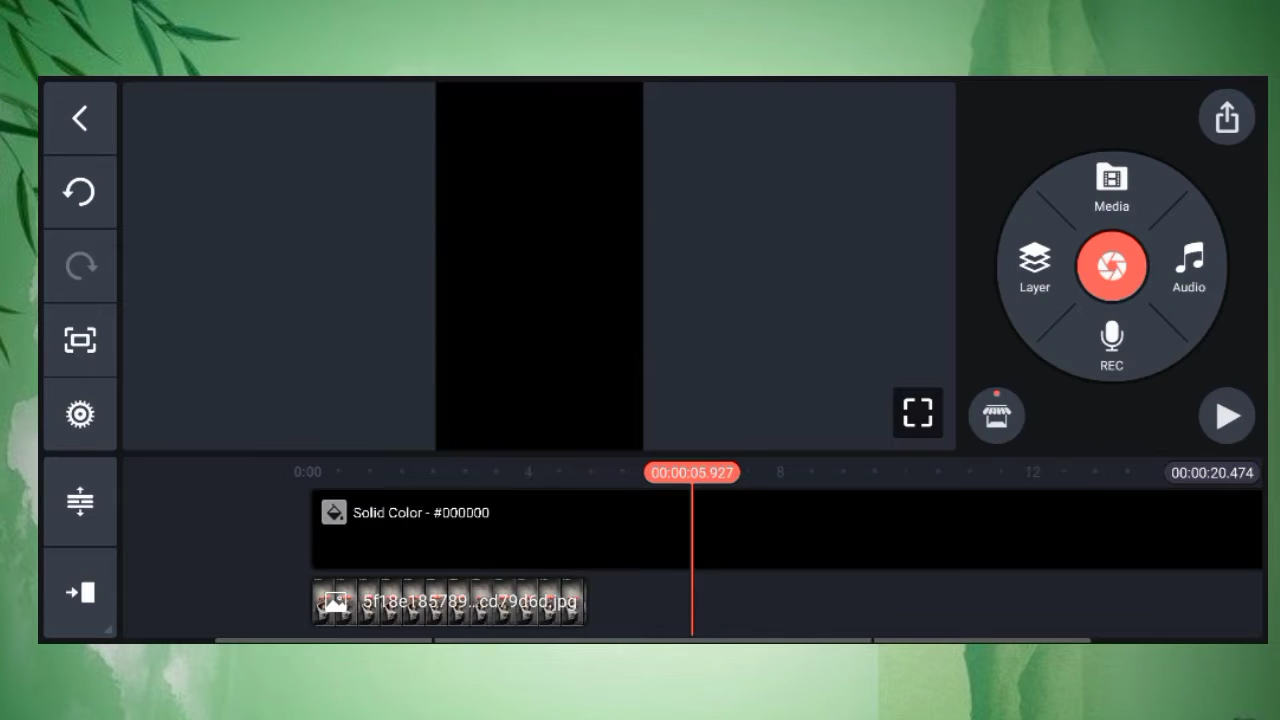 Media
Layer
Audio
REC
0:00
4
00:00:05.927
8
12
00:00:20.474
Solid Color - #000000
5f18e185789...cd79d6d.jpg